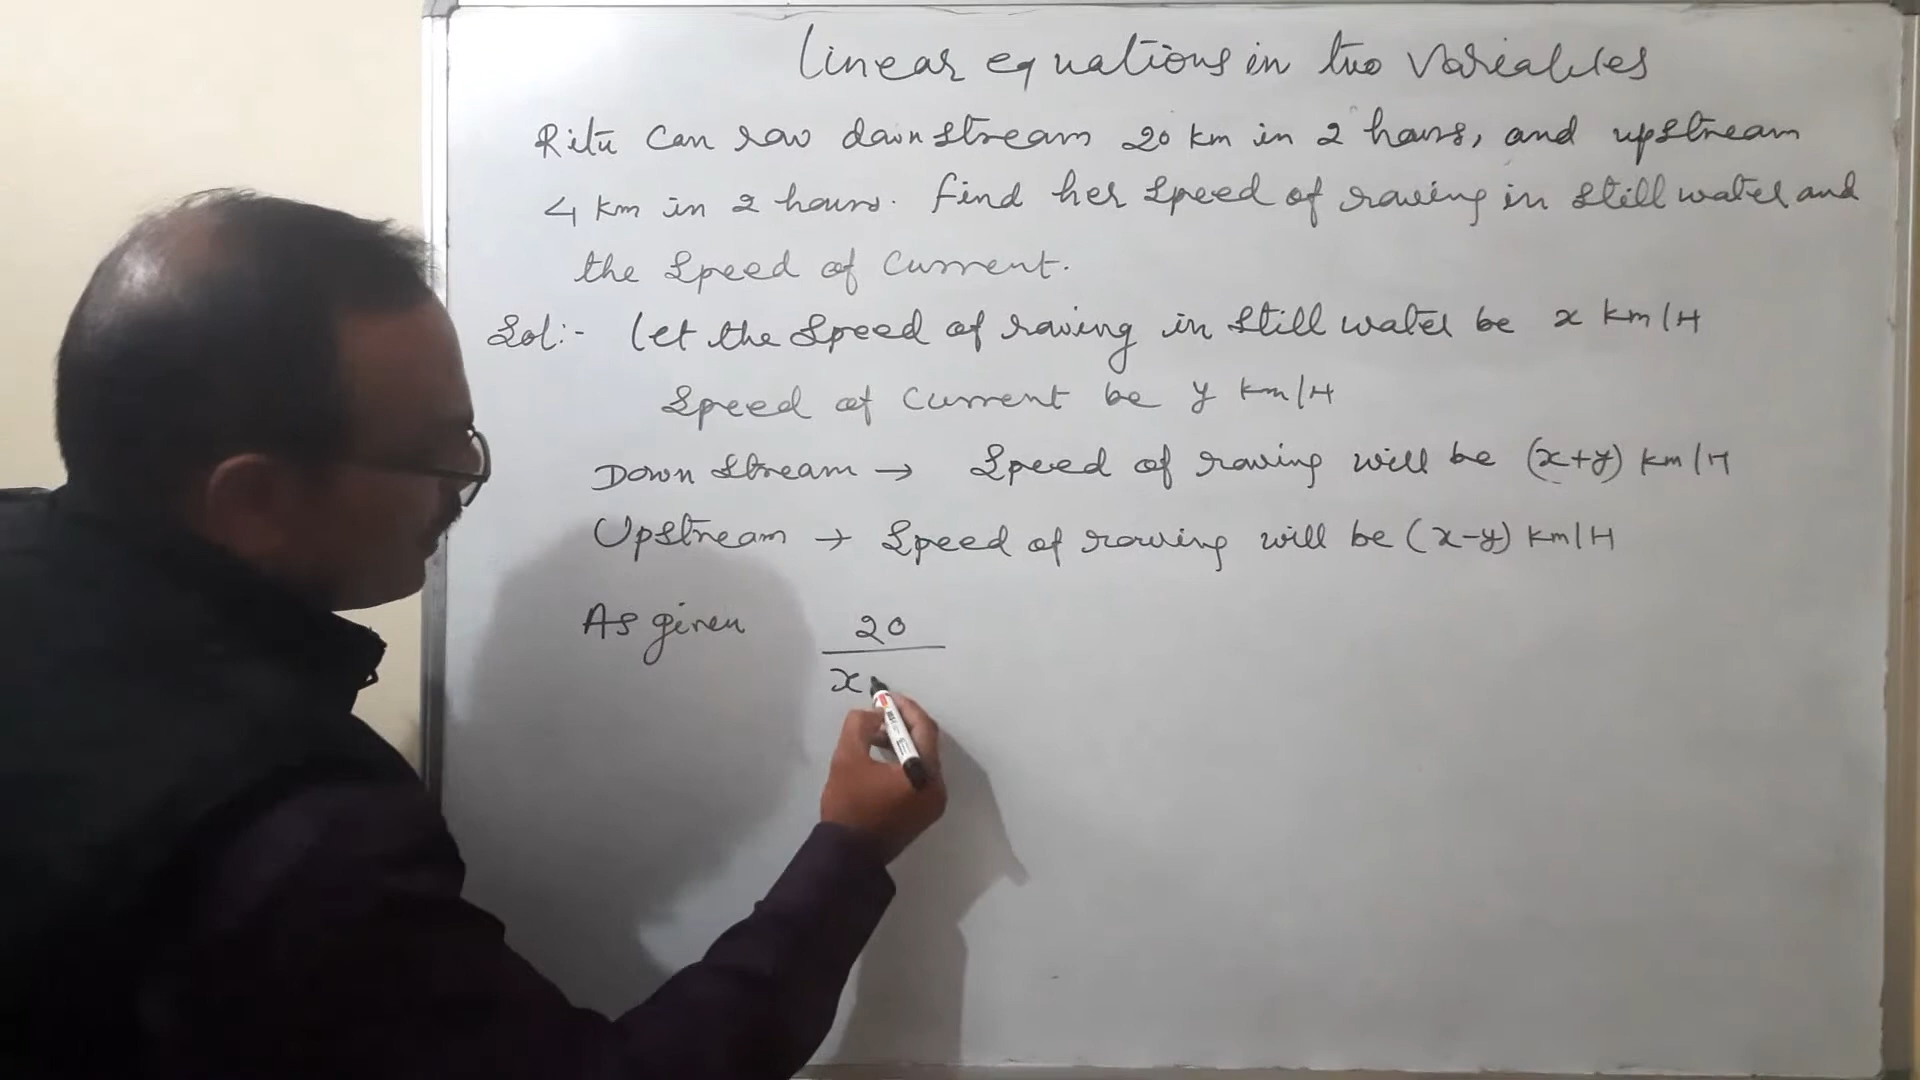 Linear equations in two variables
Ritu can row downstream 20 km in 2 hours, and upstream
4 km in 2 hours. Find her speed of rowing in still water and
the speed of current.
Sol:- let the speed of rowing in still water be x km/H
Speed of current be y km/H
Down stream → Speed of rowing will be (x+y) km/H
Upstream → Speed of rowing will be (x-y) km/H
As given 20
x